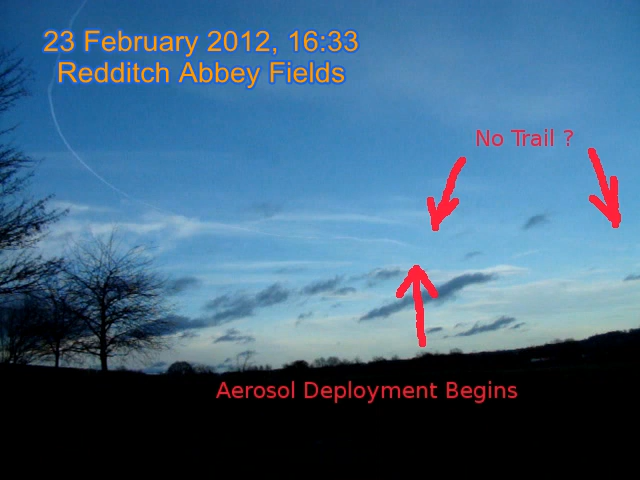 23 February 2012, 16:33
Redditch Abbey Fields
No Trail ?
Aerosol Deployment Begins